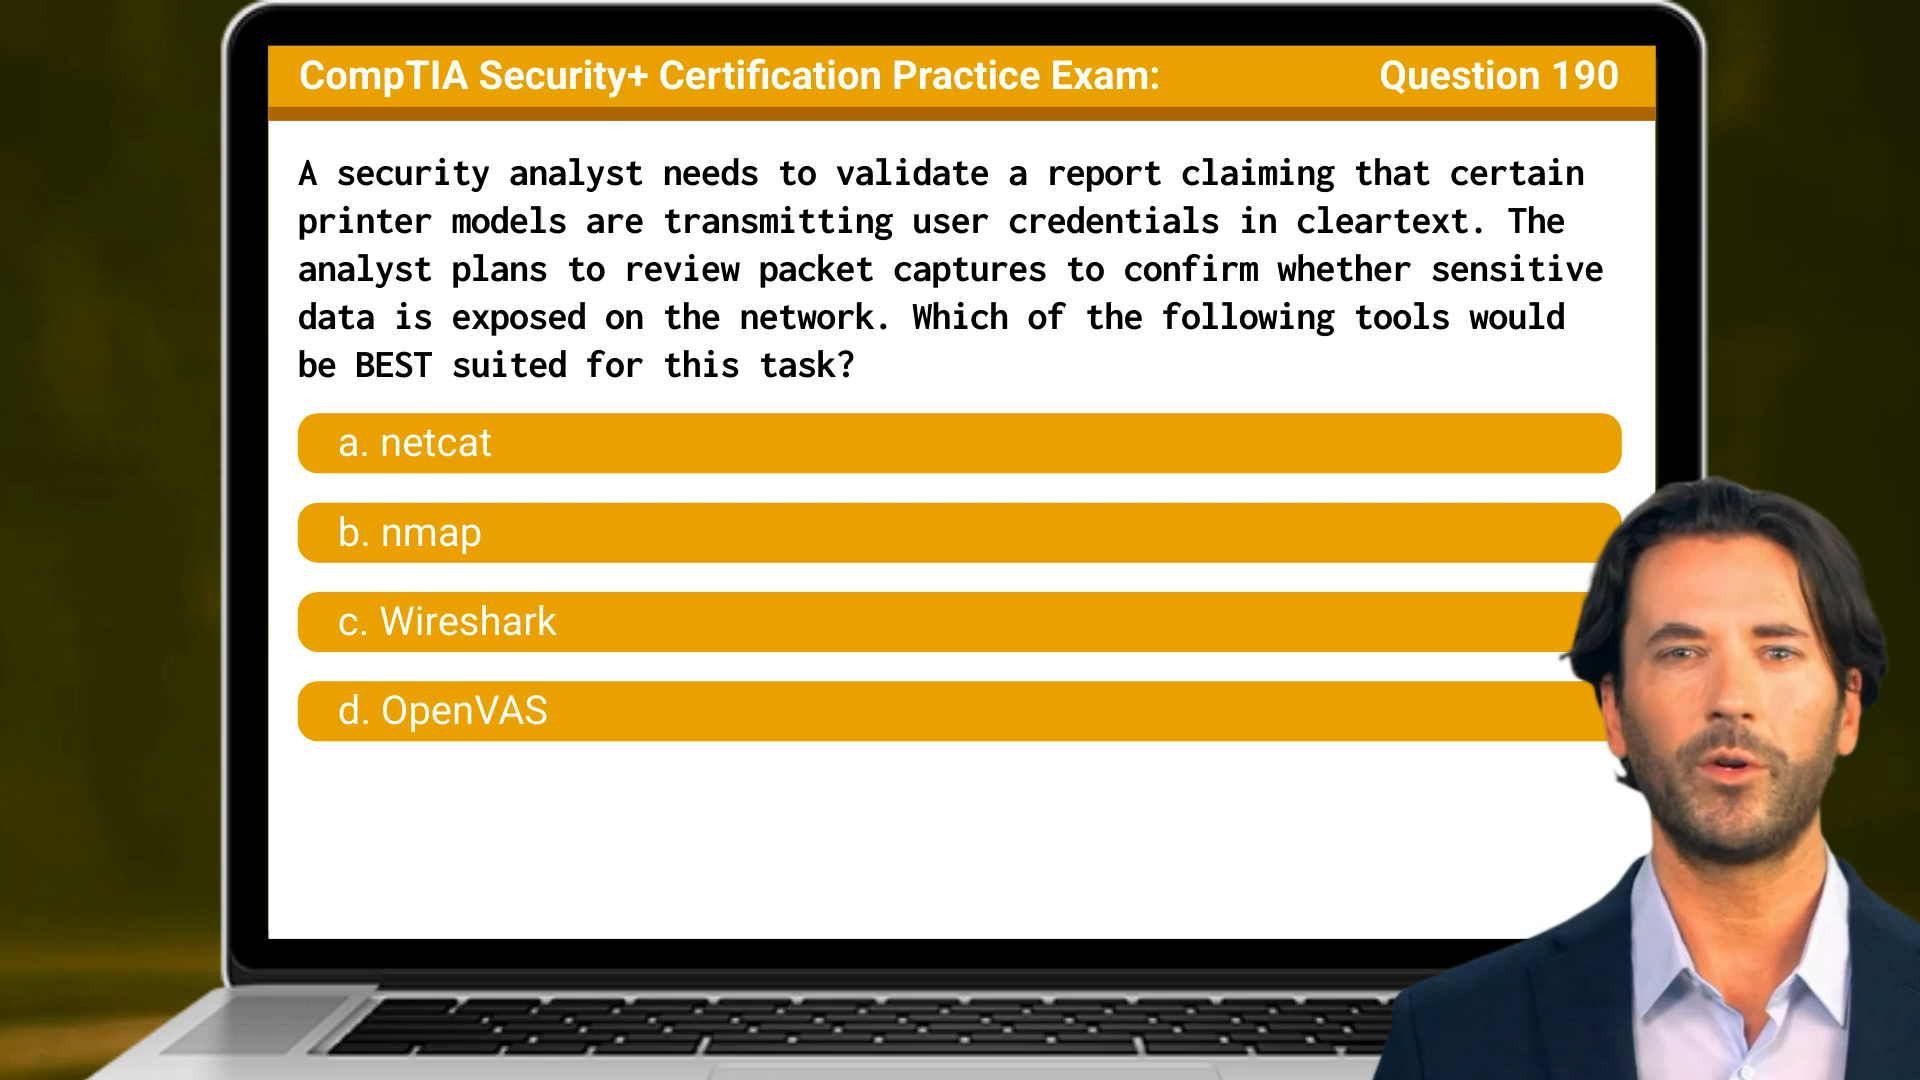 CompTIA Security+ Certification Practice Exam: Question 190
A security analyst needs to validate a report claiming that certain
printer models are transmitting user credentials in cleartext. The
analyst plans to review packet captures to confirm whether sensitive
data is exposed on the network. Which of the following tools would
be BEST suited for this task?
a. netcat
b. nmap
c. Wireshark
d. OpenVAS